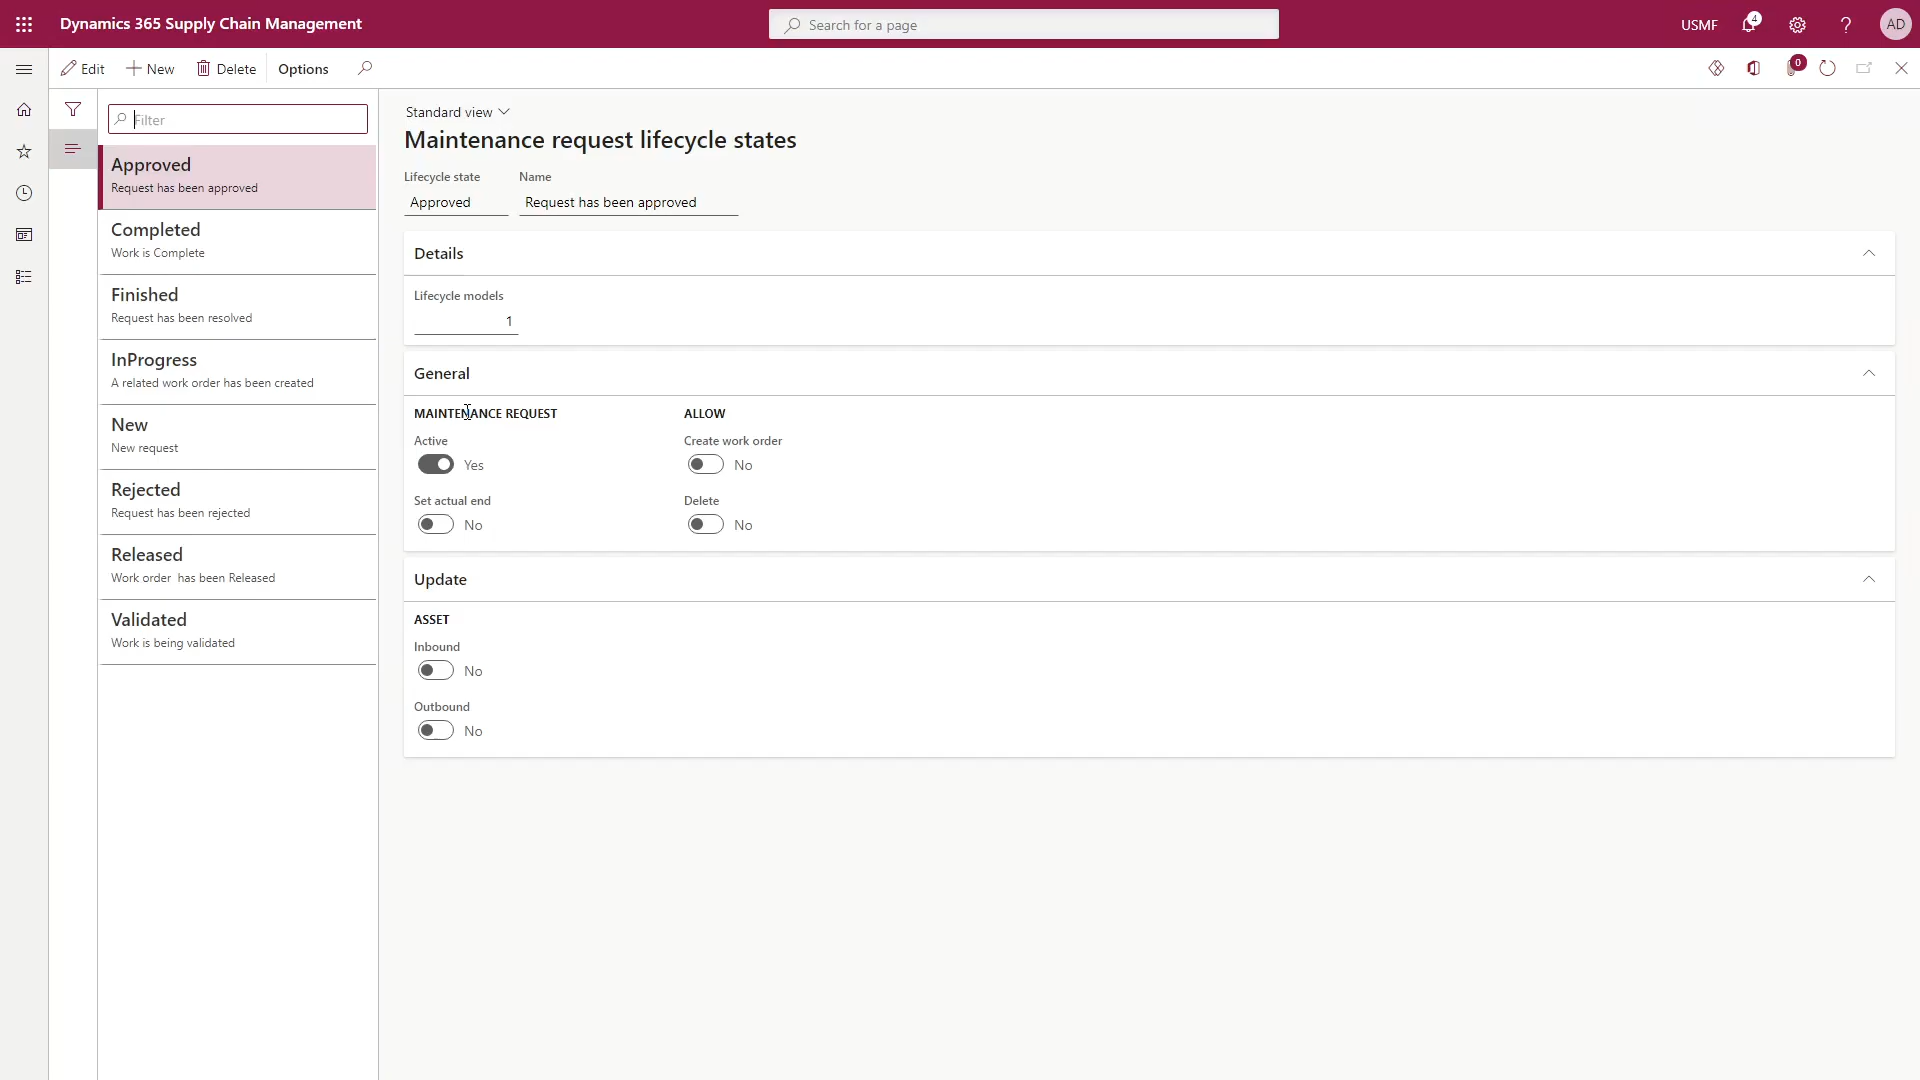 Dynamics 365 Supply Chain Management
Search for a page
USMF
4
AD
Edit
New
Delete
Options
0
Filter
Approved
Request has been approved
Completed
Work is Complete
Finished
Request has been resolved
InProgress
A related work order has been created
New
New request
Rejected
Request has been rejected
Released
Work order  has been Released
Validated
Work is being validated
Standard view
Maintenance request lifecycle states
Lifecycle state
Name
Approved
Request has been approved
Details
Lifecycle models
1
General
MAINTENANCE REQUEST
Active
Yes
Set actual end
No
ALLOW
Create work order
No
Delete
No
Update
ASSET
Inbound
No
Outbound
No